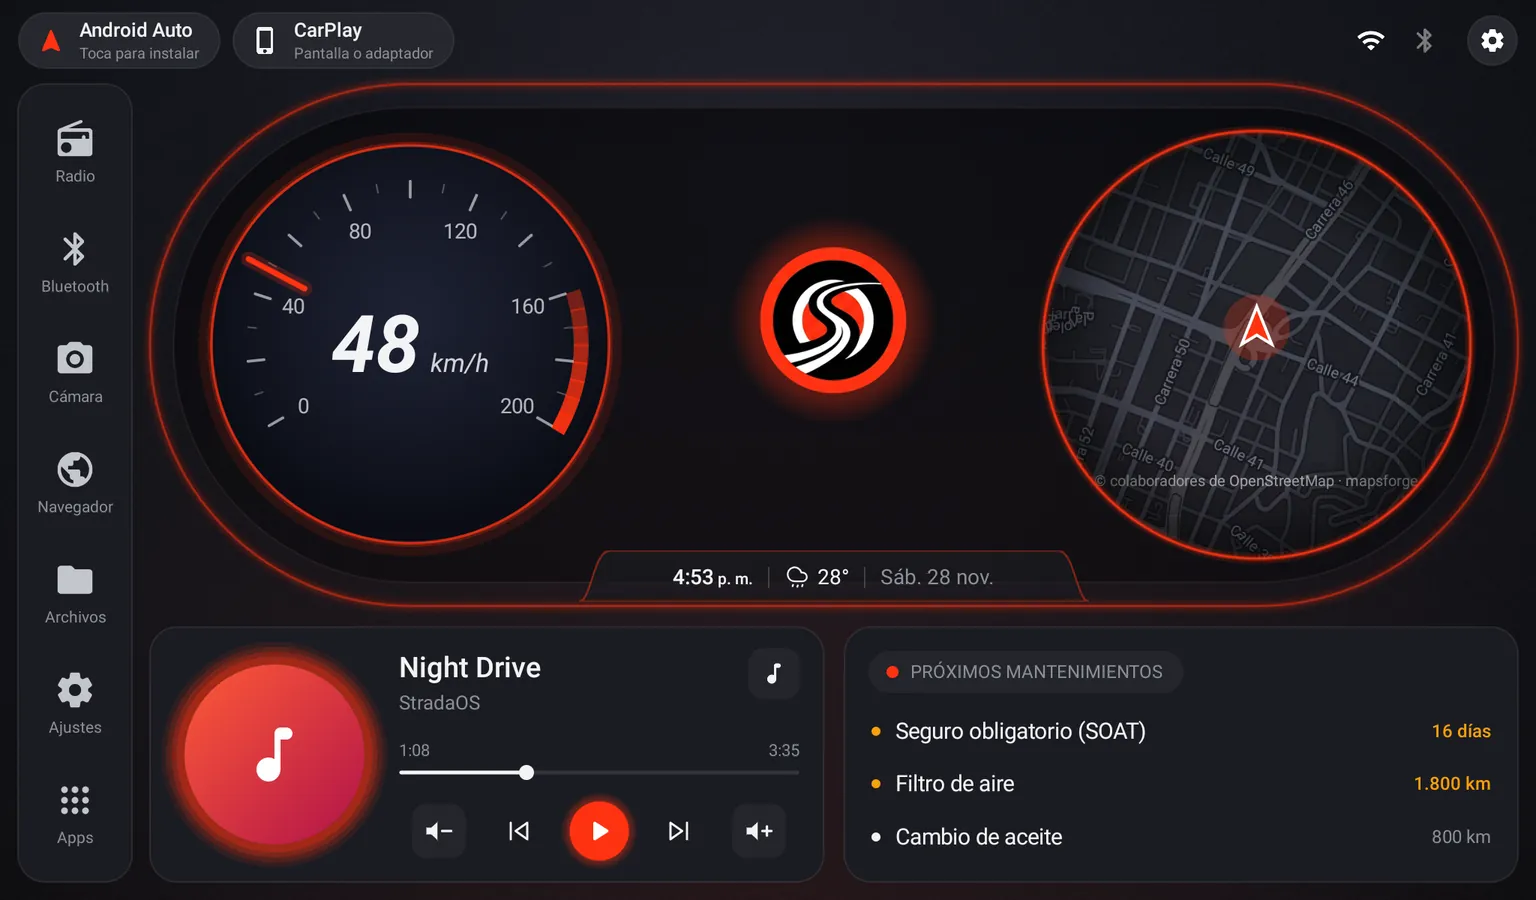 Android Auto
Toca para instalar
CarPlay
Pantalla o adaptador
Radio
Bluetooth
Cámara
Navegador
Archivos
Ajustes
Apps
0
40
80
120
160
200
48 km/h
Calle 49
Carrera 46
Carrera 50
Calle 44
Carrera 41
Calle 41
Calle 40
© colaboradores de OpenStreetMap · mapsforge
4:53 p. m.
28°
Sáb. 28 nov.
Night Drive
StradaOS
1:08
3:35
PRÓXIMOS MANTENIMIENTOS
Seguro obligatorio (SOAT)
16 días
Filtro de aire
1.800 km
Cambio de aceite
800 km